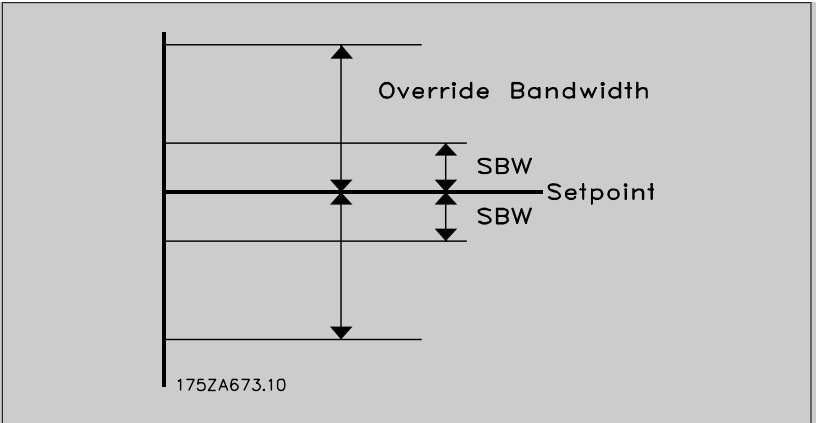 Override Bandwidth
SBW
Setpoint
SBW
175ZA673.10